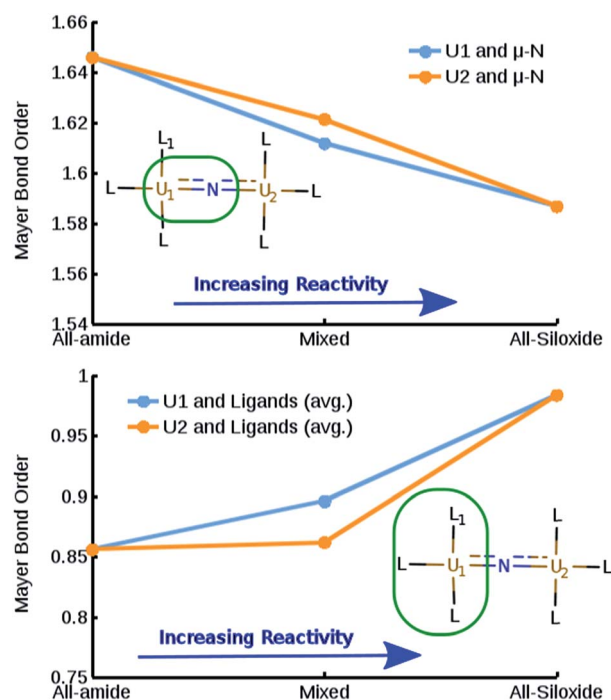 1.66
1.64
1.62
1.6
1.58
1.56
1.54
Mayer Bond Order
U1 and μ-N
U2 and μ-N
L1 L
L U1 N U2 L
L L
Increasing Reactivity
All-amide Mixed All-Siloxide
1
0.95
0.9
0.85
0.8
0.75
Mayer Bond Order
U1 and Ligands (avg.)
U2 and Ligands (avg.)
L1 L
L U1 N U2 L
L L
Increasing Reactivity
All-amide Mixed All-Siloxide